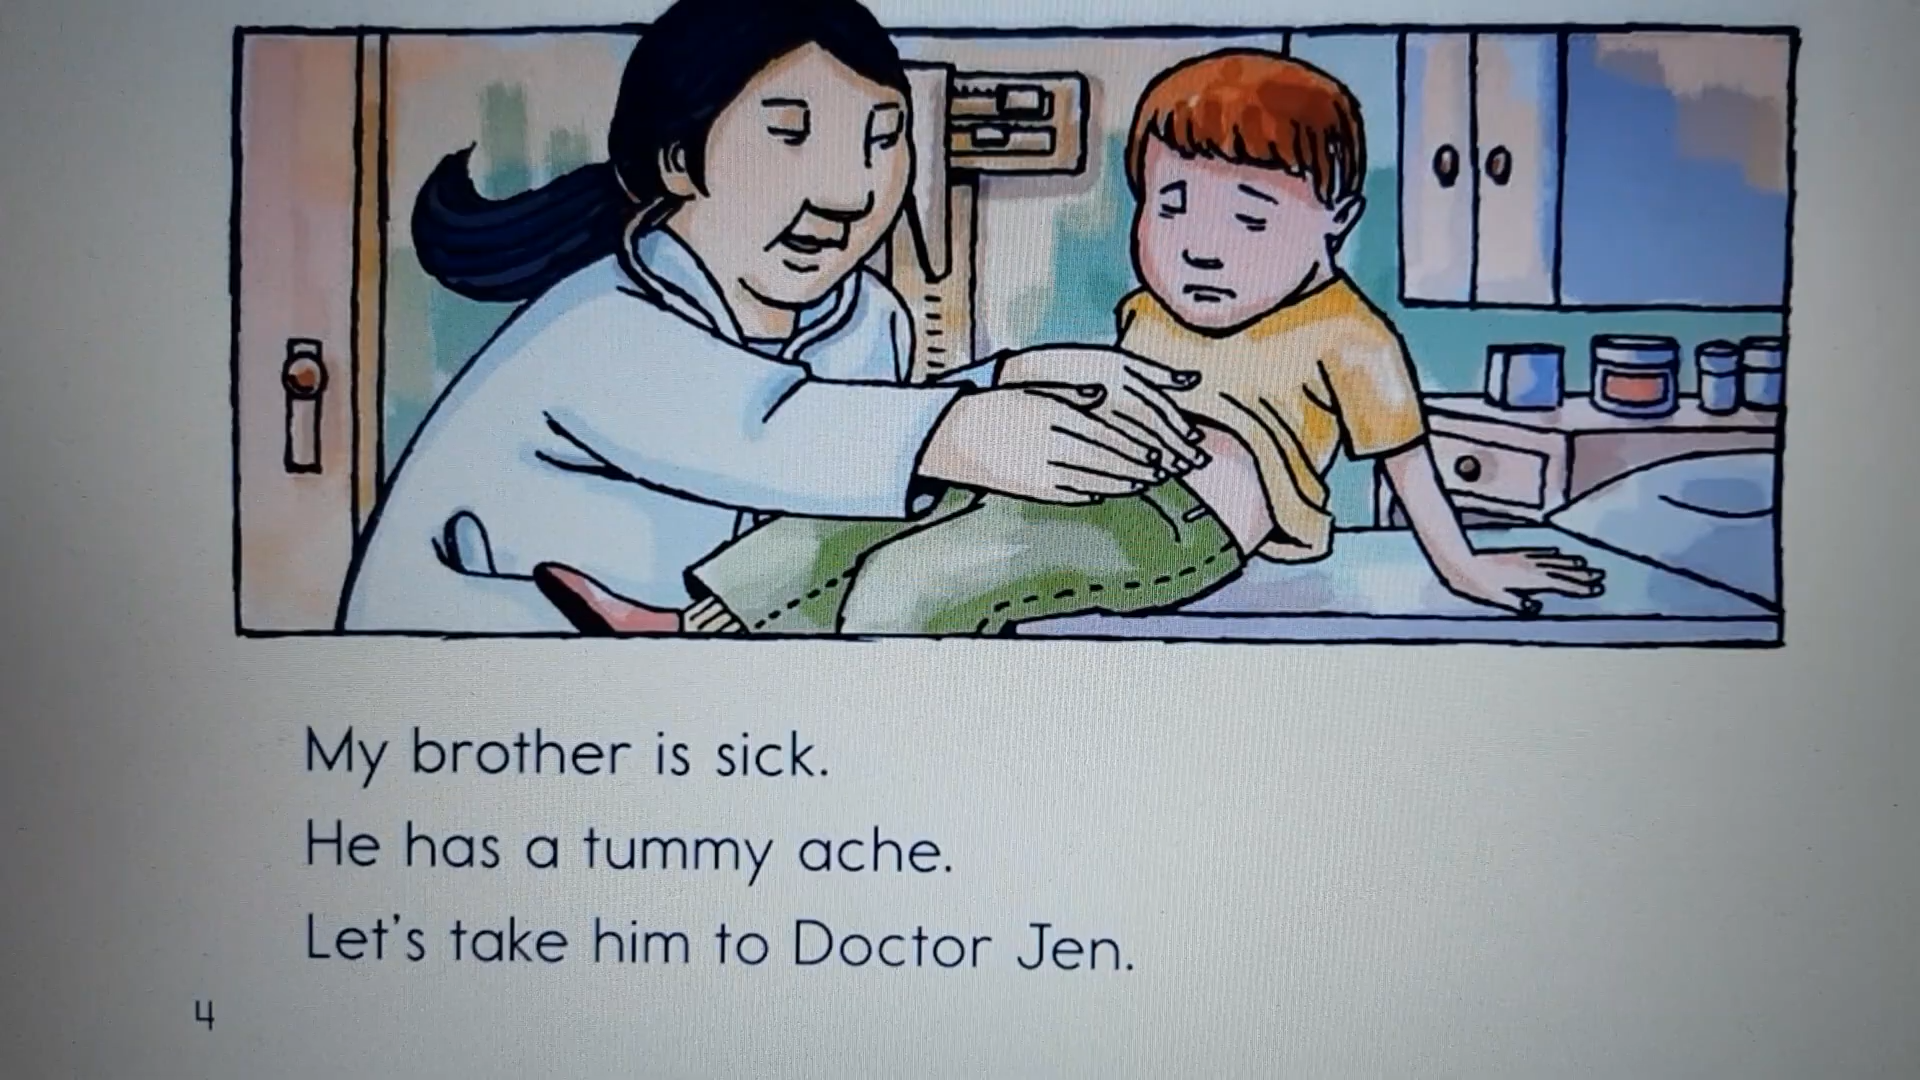 My brother is sick.
He has a tummy ache.
Let's take him to Doctor Jen.
4